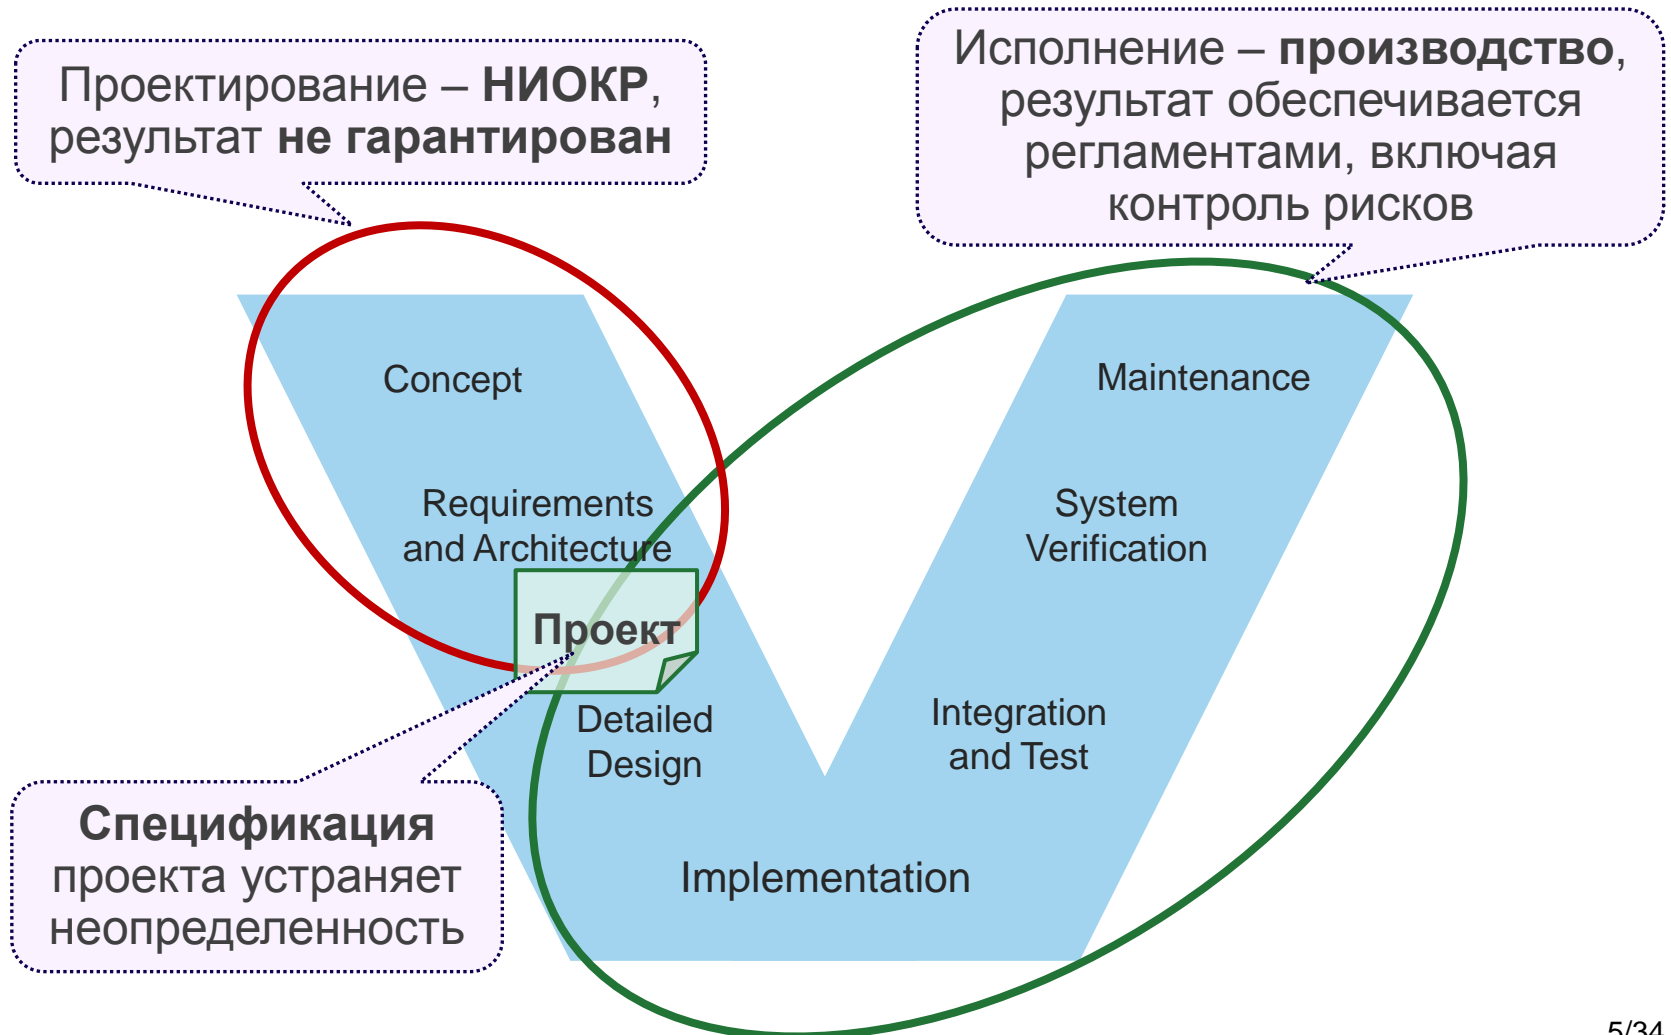 Проектирование – НИОКР,
результат не гарантирован
Исполнение – производство,
результат обеспечивается
регламентами, включая
контроль рисков
Concept
Requirements
and Architecture
Проект
Detailed
Design
Implementation
Integration
and Test
System
Verification
Maintenance
Спецификация
проекта устраняет
неопределенность
5/34